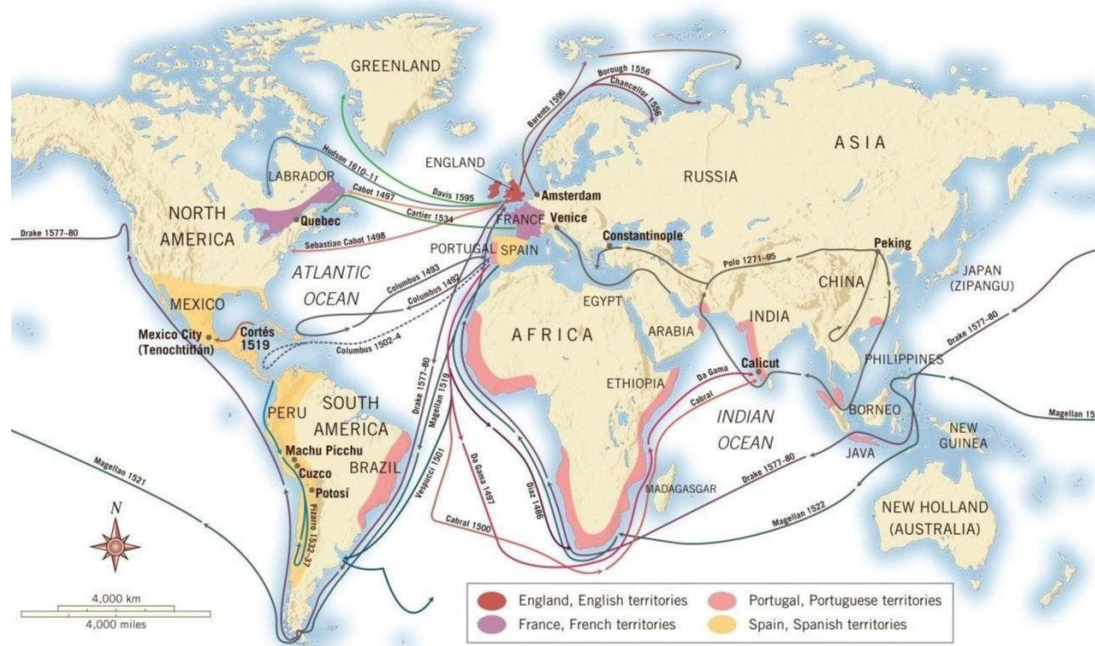 GREENLAND
ASIA
RUSSIA
Barents 1596
Borough 1556
Chancellor 1556
ENGLAND
Amsterdam
Hudson 1610–11
LABRADOR
Cabot 1497
Davis 1595
Cartier 1534
Quebec
NORTH
AMERICA
FRANCE
Venice
Constantinople
Polo 1271–95
Peking
Drake 1577–80
Sebastian Cabot 1498
PORTUGAL
SPAIN
ATLANTIC
OCEAN
Columbus 1493
Columbus 1492
CHINA
JAPAN
(ZIPANGU)
MEXICO
EGYPT
INDIA
Mexico City
(Tenochtitlán)
Cortés
1519
Columbus 1502–4
AFRICA
ARABIA
Drake 1577–80
PHILIPPINES
Calicut
Da Gama
Cabral
ETHIOPIA
Drake 1577–80
Magellan 1519
Vespucci 1501
PERU
SOUTH
AMERICA
BRAZIL
Machu Picchu
Cuzco
Potosí
Pizarro 1532–37
INDIAN
OCEAN
BORNEO
JAVA
NEW
GUINEA
Magellan 15
Magellan 1521
Da Gama 1497
Diaz 1486
Cabral 1500
MADAGASGAR
Drake 1577–80
Magellan 1522
NEW HOLLAND
(AUSTRALIA)
N
4,000 km
4,000 miles
England, English territories
France, French territories
Portugal, Portuguese territories
Spain, Spanish territories